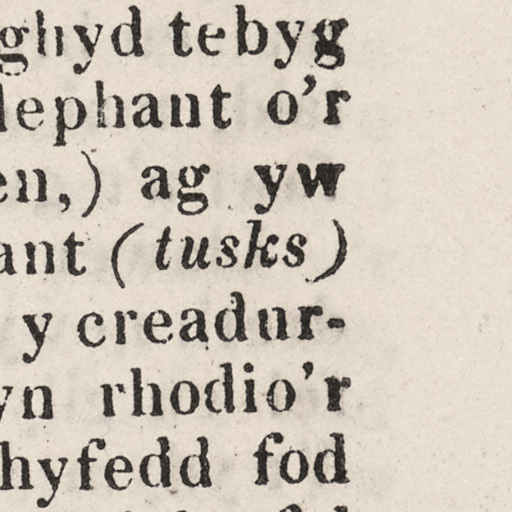 ghyd tebyg
lephant o'r
en,) ag yw
ant (tusks)
y creadur-
yn rhodio'r
hyfedd fod